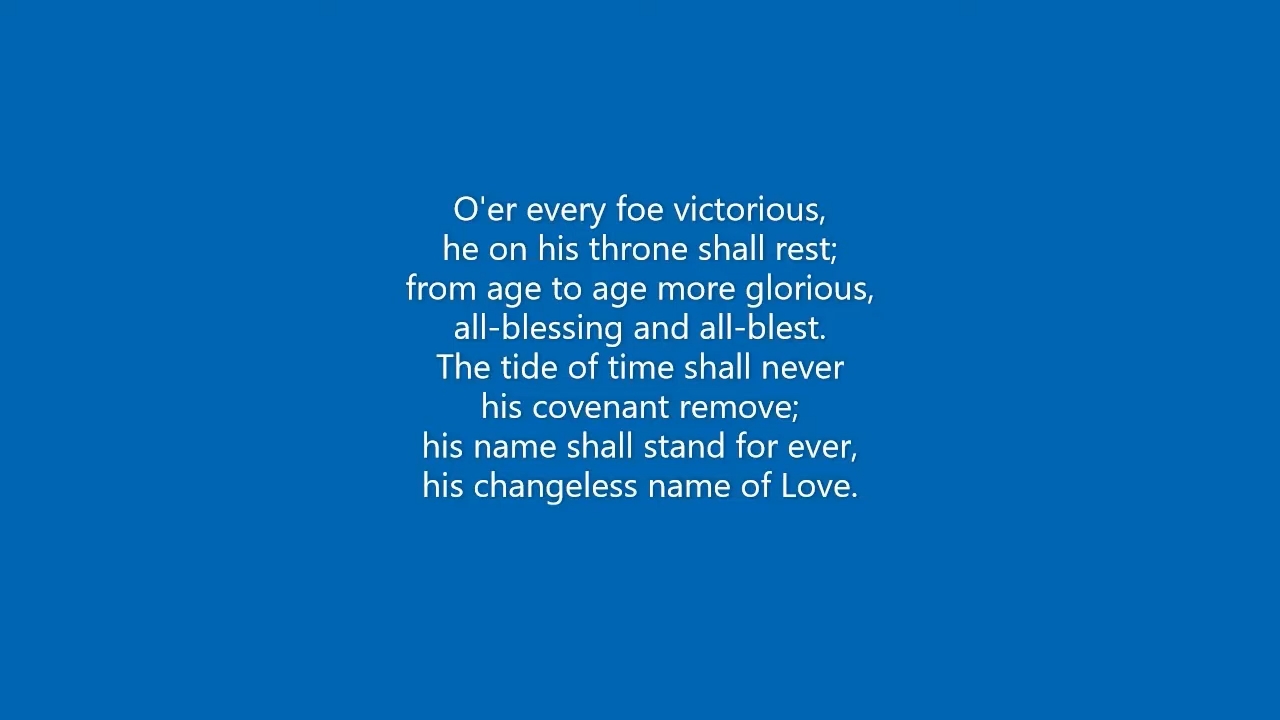 O'er every foe victorious,
he on his throne shall rest;
from age to age more glorious,
all-blessing and all-blest.
The tide of time shall never
his covenant remove;
his name shall stand for ever,
his changeless name of Love.